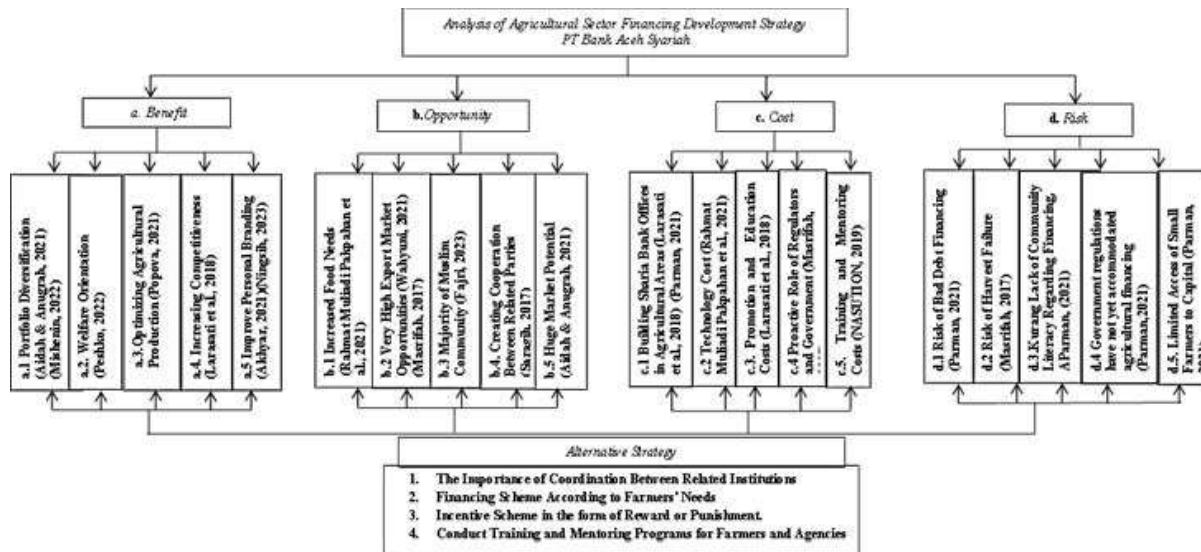 Analysis of Agricultural Sector Financing Development Strategy
PT Bank Aceh Syariah
a. Benefit
b.Opportunity
c. Cost
d. Risk
a.1 Portfolio Diversification
(Aidah & Anugrah, 2021)
(Mishenin, 2022)
a.2. Welfare Orientation
(Peshko, 2022)
a.3.Optimizing Agricultural
Production (Popova, 2021)
a.4. Increasing Competitiveness
(Larasati et al., 2018)
a.5 Improve Personal Branding
(Akhyar, 2021)(Ningsih, 2023)
b.1 Increased Food Needs
(Rahmat Muliadi Pakpahan et
al., 2021)
b.2 Very High Export Market
Opportunities (Wahyuni, 2021)
(Masrifah, 2017)
b.3 Majority of Muslim
Community (Fajri, 2023)
b.4. Creating Cooperation
Between Related Parties
(Saragih, 2017)
b.5 Huge Market Potential
(Aidah & Anugrah, 2021)
c.1 Building Sharia Bank Offices
in Agricultural Areas (Larasati
et al., 2018) (Parman, 2021)
c.2 Technology Cost (Rahmat
Muliadi Pakpahan et al., 2021)
c.3. Promotion and Education
Costs (Larasati et al., 2018)
c.4 Proactive Role of Regulators
and Government (Masrifah,
c.5. Training and Mentoring
Costs (NASUTION, 2019)
d.1 Risk of Bad Debt Financing
(Parman, 2021)
d.2 Risk of Harvest Failure
(Masrifah, 2017)
d.3 Kurang Lack of Community
Literacy Regarding Financing,
AParman, (2021)
d.4 Government regulations
have not yet accommodated
agricultural financing
(Parman,2021)
d.5. Limited Access of Small
Farmers to Capital (Parman,
Alternative Strategy
1. The Importance of Coordination Between Related Institutions
2. Financing Scheme According to Farmers' Needs
3. Incentive Scheme in the form of Reward or Punishment.
4. Conduct Training and Mentoring Programs for Farmers and Agencies